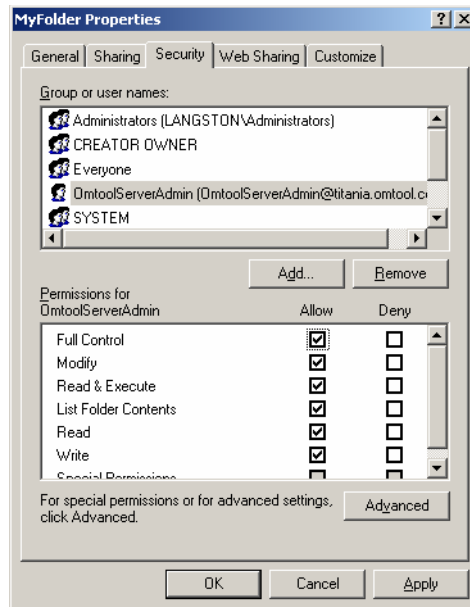 MyFolder Properties
General Sharing Security Web Sharing Customize
Group or user names:
Administrators (LANGSTON\Administrators)
CREATOR OWNER
Everyone
OmtoolServerAdmin (OmtoolServerAdmin@titania.omtool.c
SYSTEM
Add... Remove
Permissions for
OmtoolServerAdmin Allow Deny
Full Control
Modify
Read & Execute
List Folder Contents
Read
Write
Special Permissions
For special permissions or for advanced settings,
click Advanced.
Advanced
OK Cancel Apply